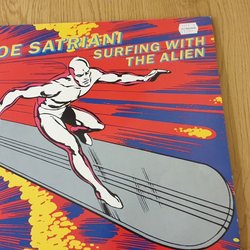 OE SATRIANI
SURFING WITH
THE ALIEN